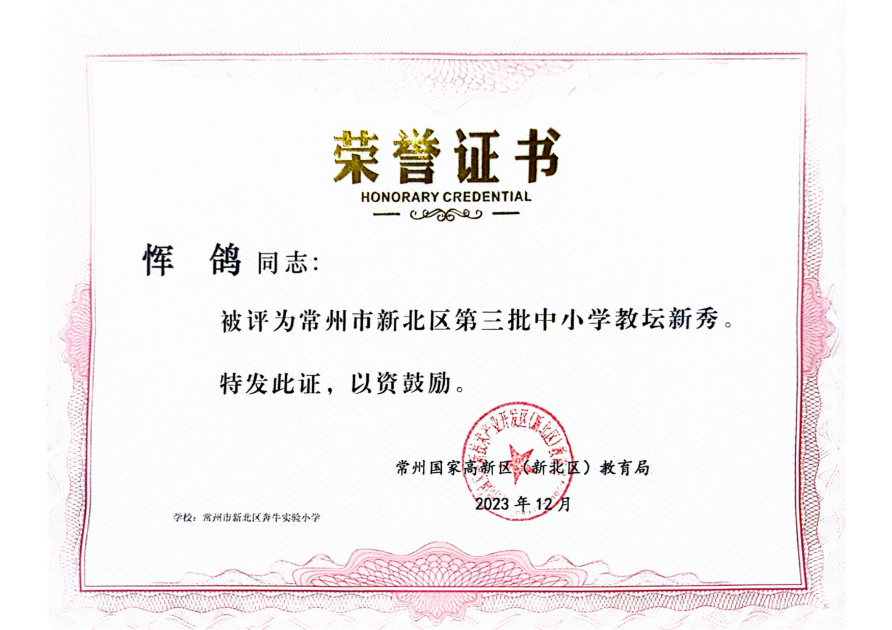 荣誉证书
HONORARY CREDENTIAL
恽 鸽 同志：
被评为常州市新北区第三批中小学教坛新秀。
特发此证，以资鼓励。
常州国家高新区（新北区）教育局
2023 年 12 月
学校：常州市新北区奔牛实验小学